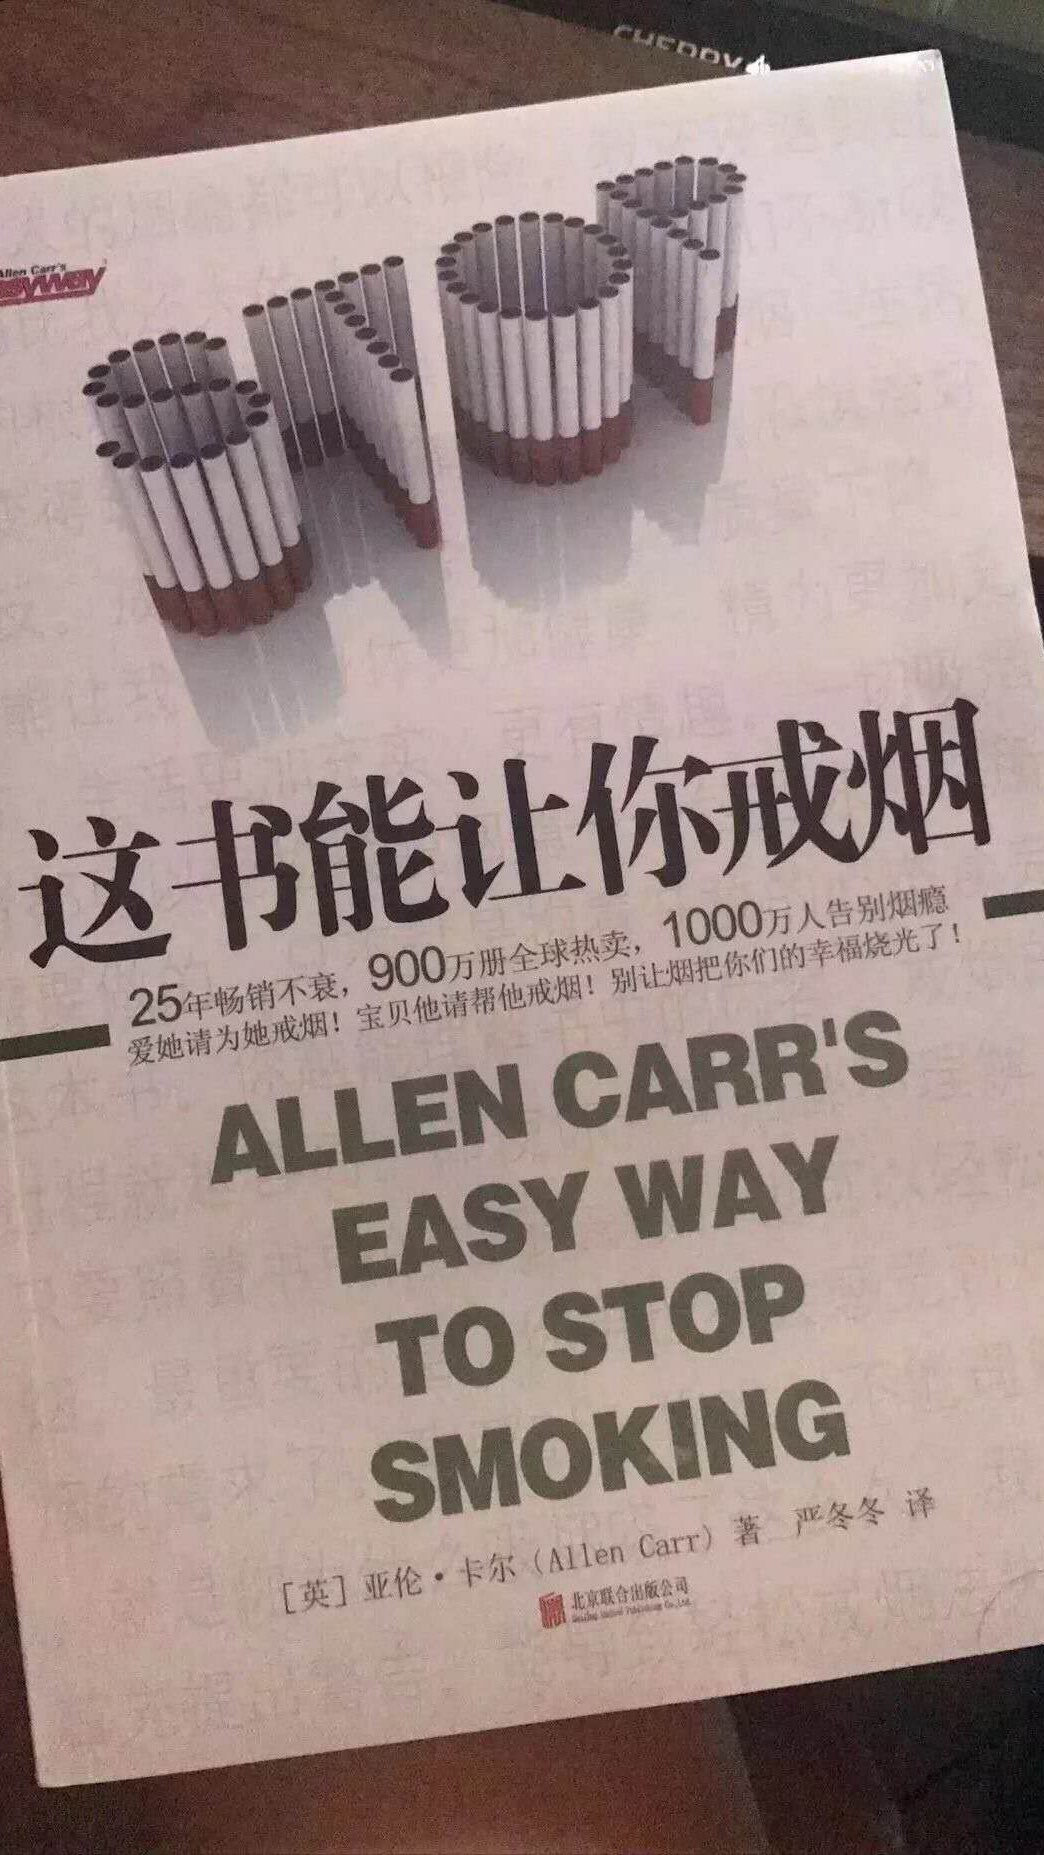 CHERRY
Allen Carr's
easyway
STOP
这书能让你戒烟
25年畅销不衰，900万册全球热卖，1000万人告别烟瘾
爱她请为她戒烟！宝贝他请帮他戒烟！别让烟把你们的幸福烧光了！
ALLEN CARR'S
EASY WAY
TO STOP
SMOKING
［英］亚伦·卡尔（Allen Carr）著 严冬冬 译
北京联合出版公司
Beijing United Publishing Co.,Ltd.